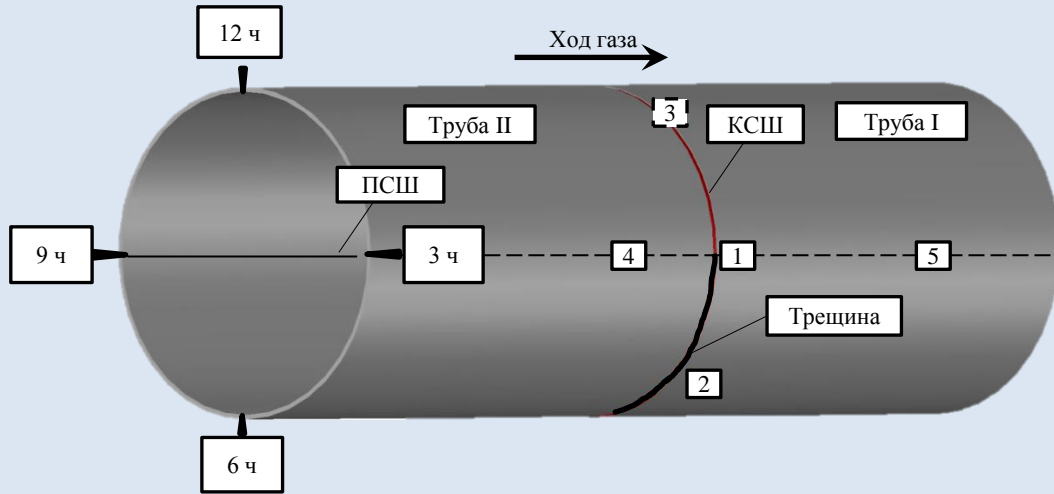 12 ч
Ход газа
3
Труба II
КСШ
Труба I
ПСШ
9 ч
3 ч
4
1
5
Трещина
2
6 ч